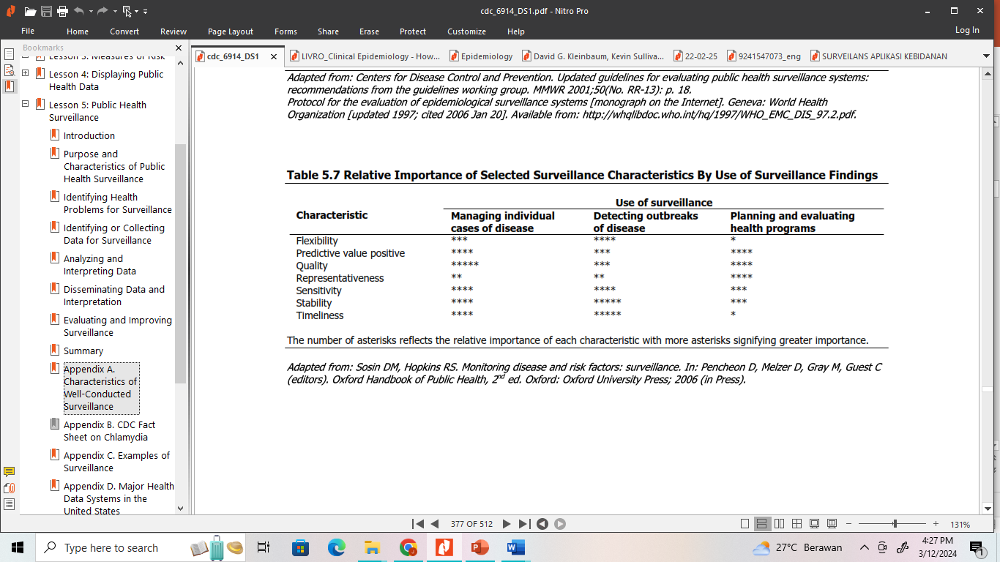 cdc_6914_DS1.pdf - Nitro Pro
File Home Convert Review Page Layout Forms Share Erase Protect Customize Help Log In
Bookmarks
cdc_6914_DS1 LIVRO_Clinical Epidemiology - How... Epidemiology David G. Kleinbaum, Kevin Sulliva... 22-02-25 9241547073_eng SURVEILANS APLIKASI KEBIDANAN
Lesson 3: Measures of Risk
Lesson 4: Displaying Public
Health Data
Lesson 5: Public Health
Surveillance
Introduction
Purpose and
Characteristics of Public
Health Surveillance
Identifying Health
Problems for Surveillance
Identifying or Collecting
Data for Surveillance
Analyzing and
Interpreting Data
Disseminating Data and
Interpretation
Evaluating and Improving
Surveillance
Summary
Appendix A.
Characteristics of
Well-Conducted
Surveillance
Appendix B. CDC Fact
Sheet on Chlamydia
Appendix C. Examples of
Surveillance
Appendix D. Major Health
Data Systems in the
United States
Adapted from: Centers for Disease Control and Prevention. Updated guidelines for evaluating public health surveillance systems:
recommendations from the guidelines working group. MMWR 2001;50(No. RR-13): p. 18.
Protocol for the evaluation of epidemiological surveillance systems [monograph on the Internet]. Geneva: World Health
Organization [updated 1997; cited 2006 Jan 20]. Available from: http://whqlibdoc.who.int/hq/1997/WHO_EMC_DIS_97.2.pdf.
Table 5.7 Relative Importance of Selected Surveillance Characteristics By Use of Surveillance Findings
Use of surveillance
Characteristic Managing individual Detecting outbreaks Planning and evaluating
cases of disease of disease health programs
Flexibility *** **** *
Predictive value positive **** *** ****
Quality ***** *** ****
Representativeness ** ** ****
Sensitivity **** **** ***
Stability **** ***** ***
Timeliness **** ***** *
The number of asterisks reflects the relative importance of each characteristic with more asterisks signifying greater importance.
Adapted from: Sosin DM, Hopkins RS. Monitoring disease and risk factors: surveillance. In: Pencheon D, Melzer D, Gray M, Guest C
(editors). Oxford Handbook of Public Health, 2nd ed. Oxford: Oxford University Press; 2006 (in Press).
377 OF 512 131%
Type here to search 27°C Berawan 4:27 PM
3/12/2024 1